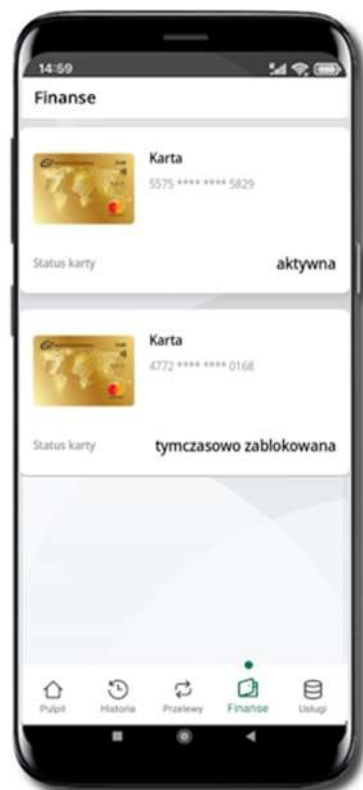 14:59
Finanse
Karta
5575 **** **** 5829
Status karty
aktywna
Karta
4772 **** **** 0168
Status karty
tymczasowo zablokowana
Pulpit
Historia
Przelewy
Finanse
Usługi